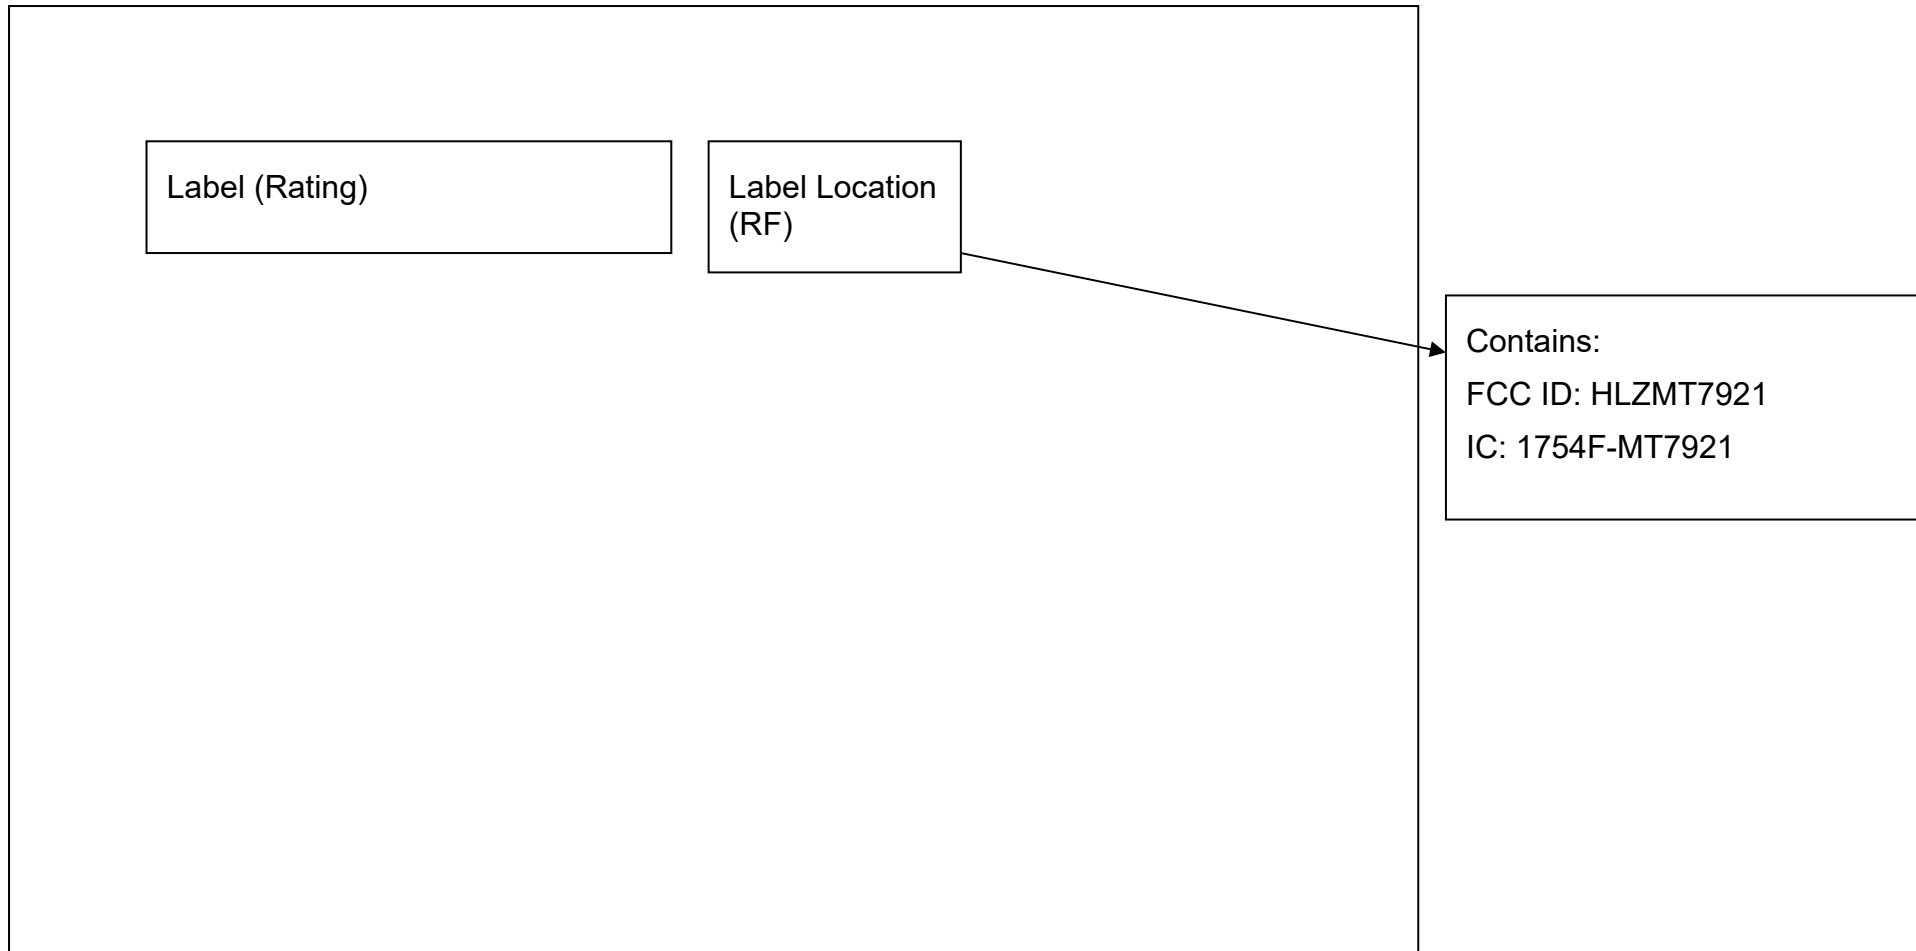 Label (Rating)
Label Location
(RF)
Contains:
FCC ID: HLZMT7921
IC: 1754F-MT7921